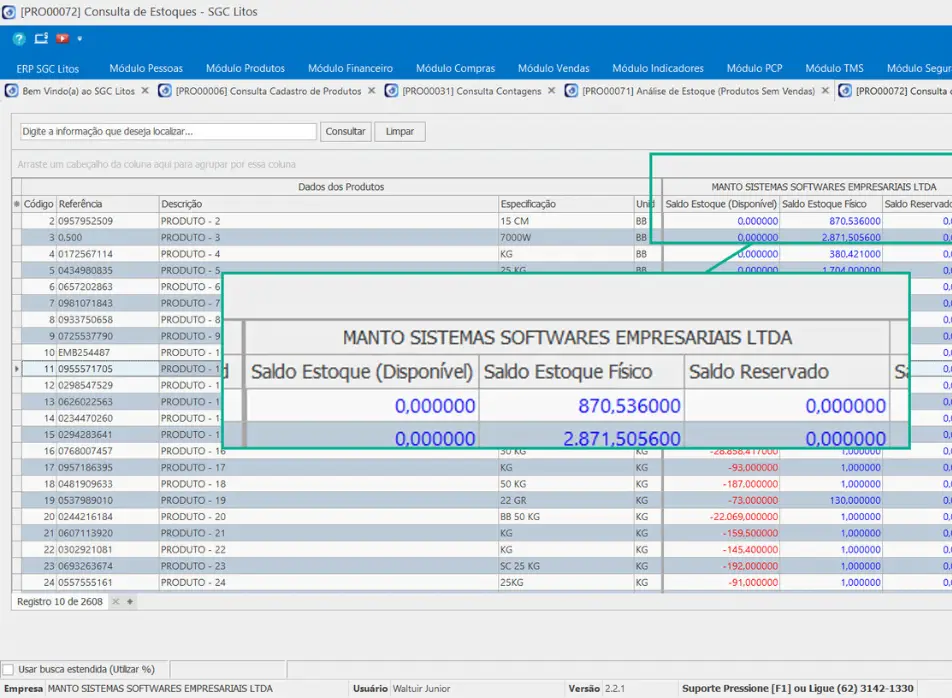 [PRO00072] Consulta de Estoques - SGC Litos
ERP SGC Litos Módulo Pessoas Módulo Produtos Módulo Financeiro Módulo Compras Módulo Vendas Módulo Indicadores Módulo PCP Módulo TMS Módulo Segur
Bem Vindo(a) ao SGC Litos [PRO00006] Consulta Cadastro de Produtos [PRO00031] Consulta Contagens [PRO00071] Análise de Estoque (Produtos Sem Vendas) [PRO00072] Consulta
Digite a informação que deseja localizar... Consultar Limpar
Arraste um cabeçalho da coluna aqui para agrupar por essa coluna
Dados dos Produtos MANTO SISTEMAS SOFTWARES EMPRESARIAIS LTDA
Código Referência Descrição Especificação Unid Saldo Estoque (Disponível) Saldo Estoque Físico Saldo Reservado
2 0957952509 PRODUTO - 2 15 CM BB 0,000000 870,536000 0,
3 0.500 PRODUTO - 3 7000W BB 0,000000 2.871,505600 0,
4 0172567114 PRODUTO - 4 KG BB 0,000000 380,421000 0,
5 0434980835 PRODUTO - 5 25 KG BB 0,000000 1.704,000000 0,
6 0657202863 PRODUTO - 6
7 0981071843 PRODUTO - 7
8 0933750658 PRODUTO - 8
9 0725537790 PRODUTO - 9
10 EMB254487 PRODUTO - 1
11 0955571705 PRODUTO - 1
12 0298547529 PRODUTO - 1
13 0626022563 PRODUTO - 1
14 0234470260 PRODUTO - 1
15 0294283641 PRODUTO - 1
MANTO SISTEMAS SOFTWARES EMPRESARIAIS LTDA
d Saldo Estoque (Disponível) Saldo Estoque Físico Saldo Reservado Sa
0,000000 870,536000 0,000000
0,000000 2.871,505600 0,000000
16 0768007457 PRODUTO - 16 30 KG KG -28.858,417000 1,000000 0,
17 0957186395 PRODUTO - 17 KG KG -93,000000 1,000000 0,
18 0481909633 PRODUTO - 18 50 KG KG -187,000000 1,000000 0,
19 0537989010 PRODUTO - 19 22 GR KG -73,000000 130,000000 0,
20 0244216184 PRODUTO - 20 BB 50 KG KG -22.069,000000 1,000000 0,
21 0607113920 PRODUTO - 21 KG KG -159,500000 1,000000 0,
22 0302921081 PRODUTO - 22 KG KG -145,400000 1,000000 0,
23 0693263674 PRODUTO - 23 SC 25 KG KG -192,000000 1,000000 0,
24 0557555161 PRODUTO - 24 25KG KG -91,000000 1,000000 0,
Registro 10 de 2608
Usar busca estendida (Utilizar %)
Empresa MANTO SISTEMAS SOFTWARES EMPRESARIAIS LTDA Usuário Waltuir Junior Versão 2.2.1 Suporte Pressione [F1] ou Ligue (62) 3142-1330